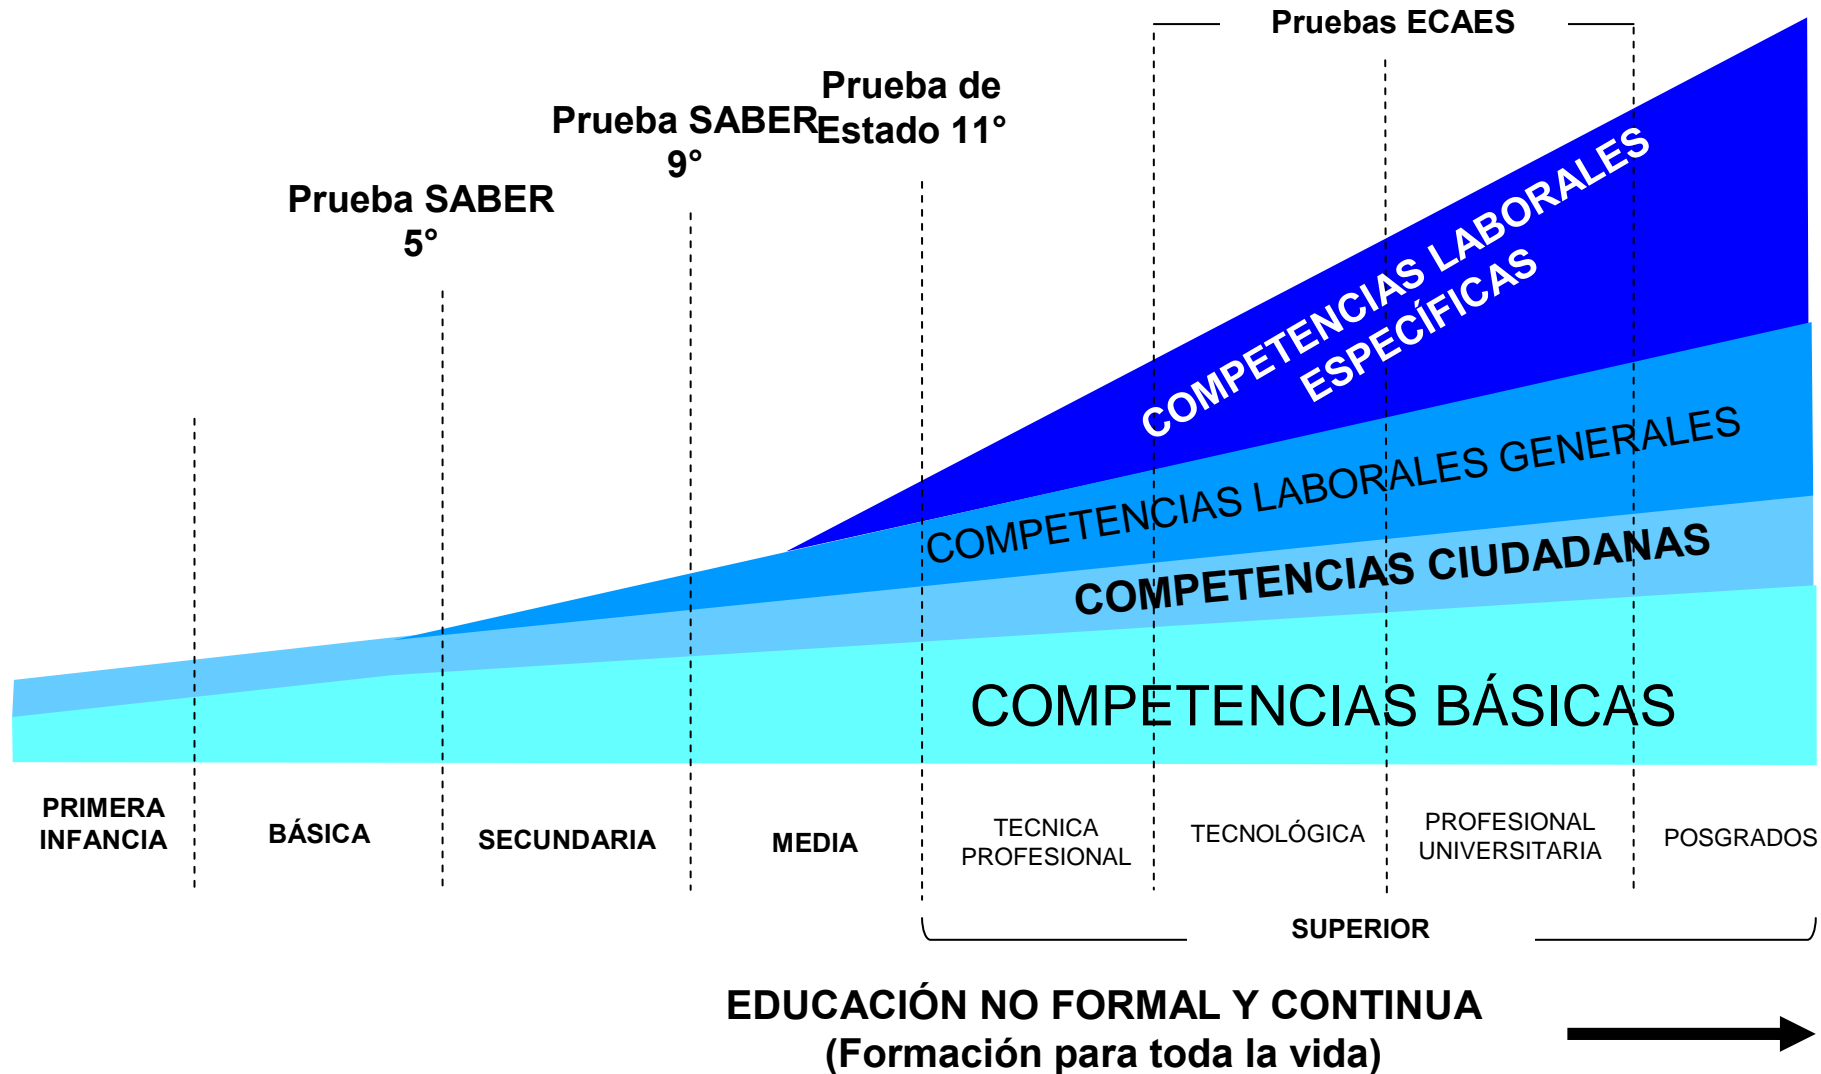 Pruebas ECAES
Prueba de
Estado 11°
Prueba SABER
9°
Prueba SABER
5°
COMPETENCIAS LABORALES
ESPECÍFICAS
COMPETENCIAS LABORALES GENERALES
COMPETENCIAS CIUDADANAS
COMPETENCIAS BÁSICAS
PRIMERA
INFANCIA
BÁSICA
SECUNDARIA
MEDIA
TECNICA
PROFESIONAL
TECNOLÓGICA
PROFESIONAL
UNIVERSITARIA
POSGRADOS
SUPERIOR
EDUCACIÓN NO FORMAL Y CONTINUA
(Formación para toda la vida)